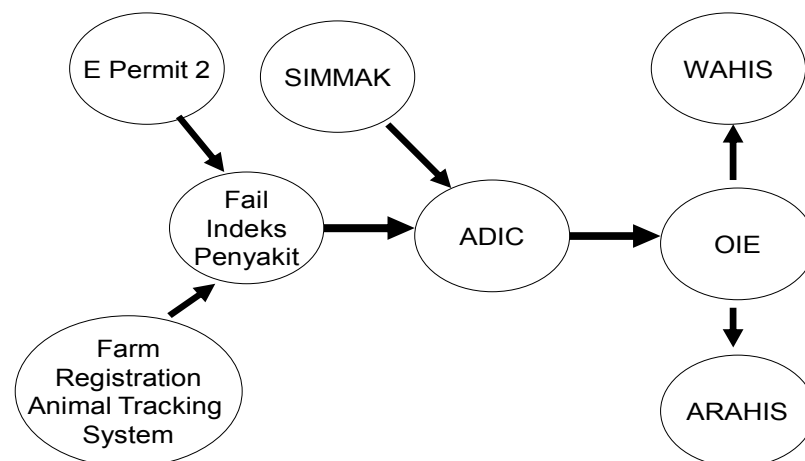 E Permit 2
SIMMAK
WAHIS
Fail
Indeks
Penyakit
ADIC
OIE
Farm
Registration
Animal Tracking
System
ARAHIS